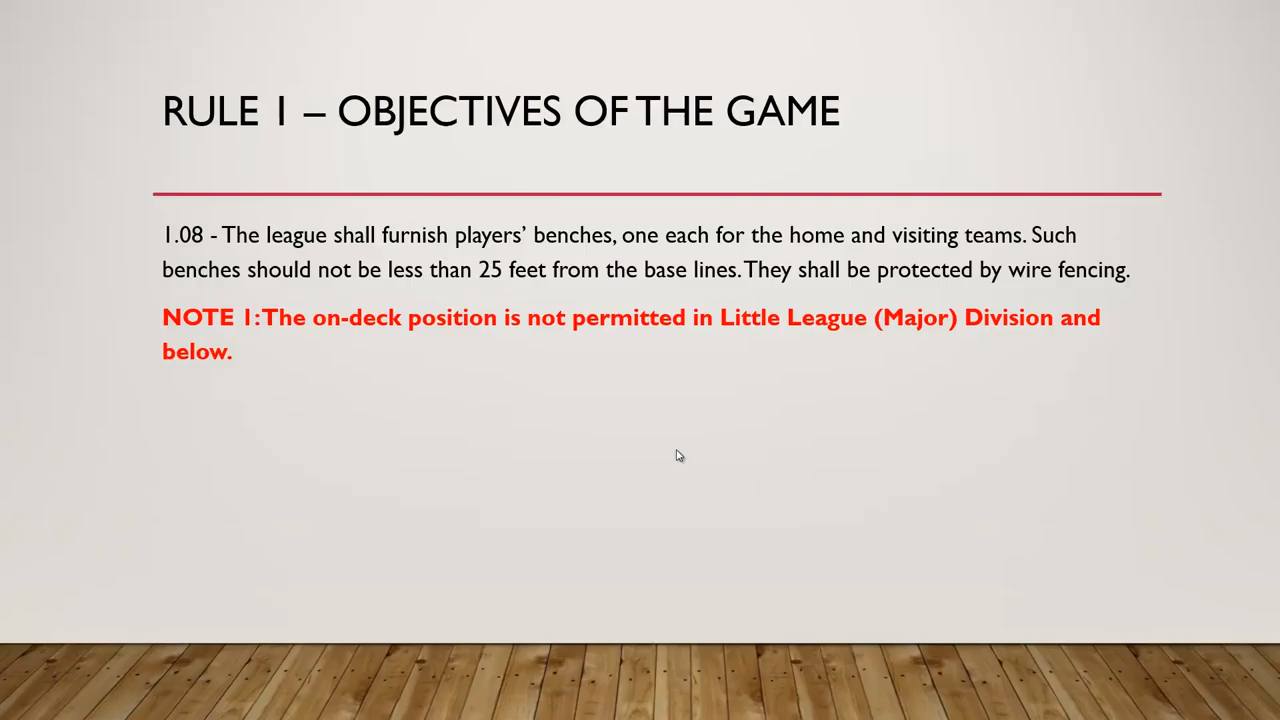 RULE 1 – OBJECTIVES OF THE GAME
1.08 - The league shall furnish players’ benches, one each for the home and visiting teams. Such
benches should not be less than 25 feet from the base lines. They shall be protected by wire fencing.
NOTE 1: The on-deck position is not permitted in Little League (Major) Division and
below.